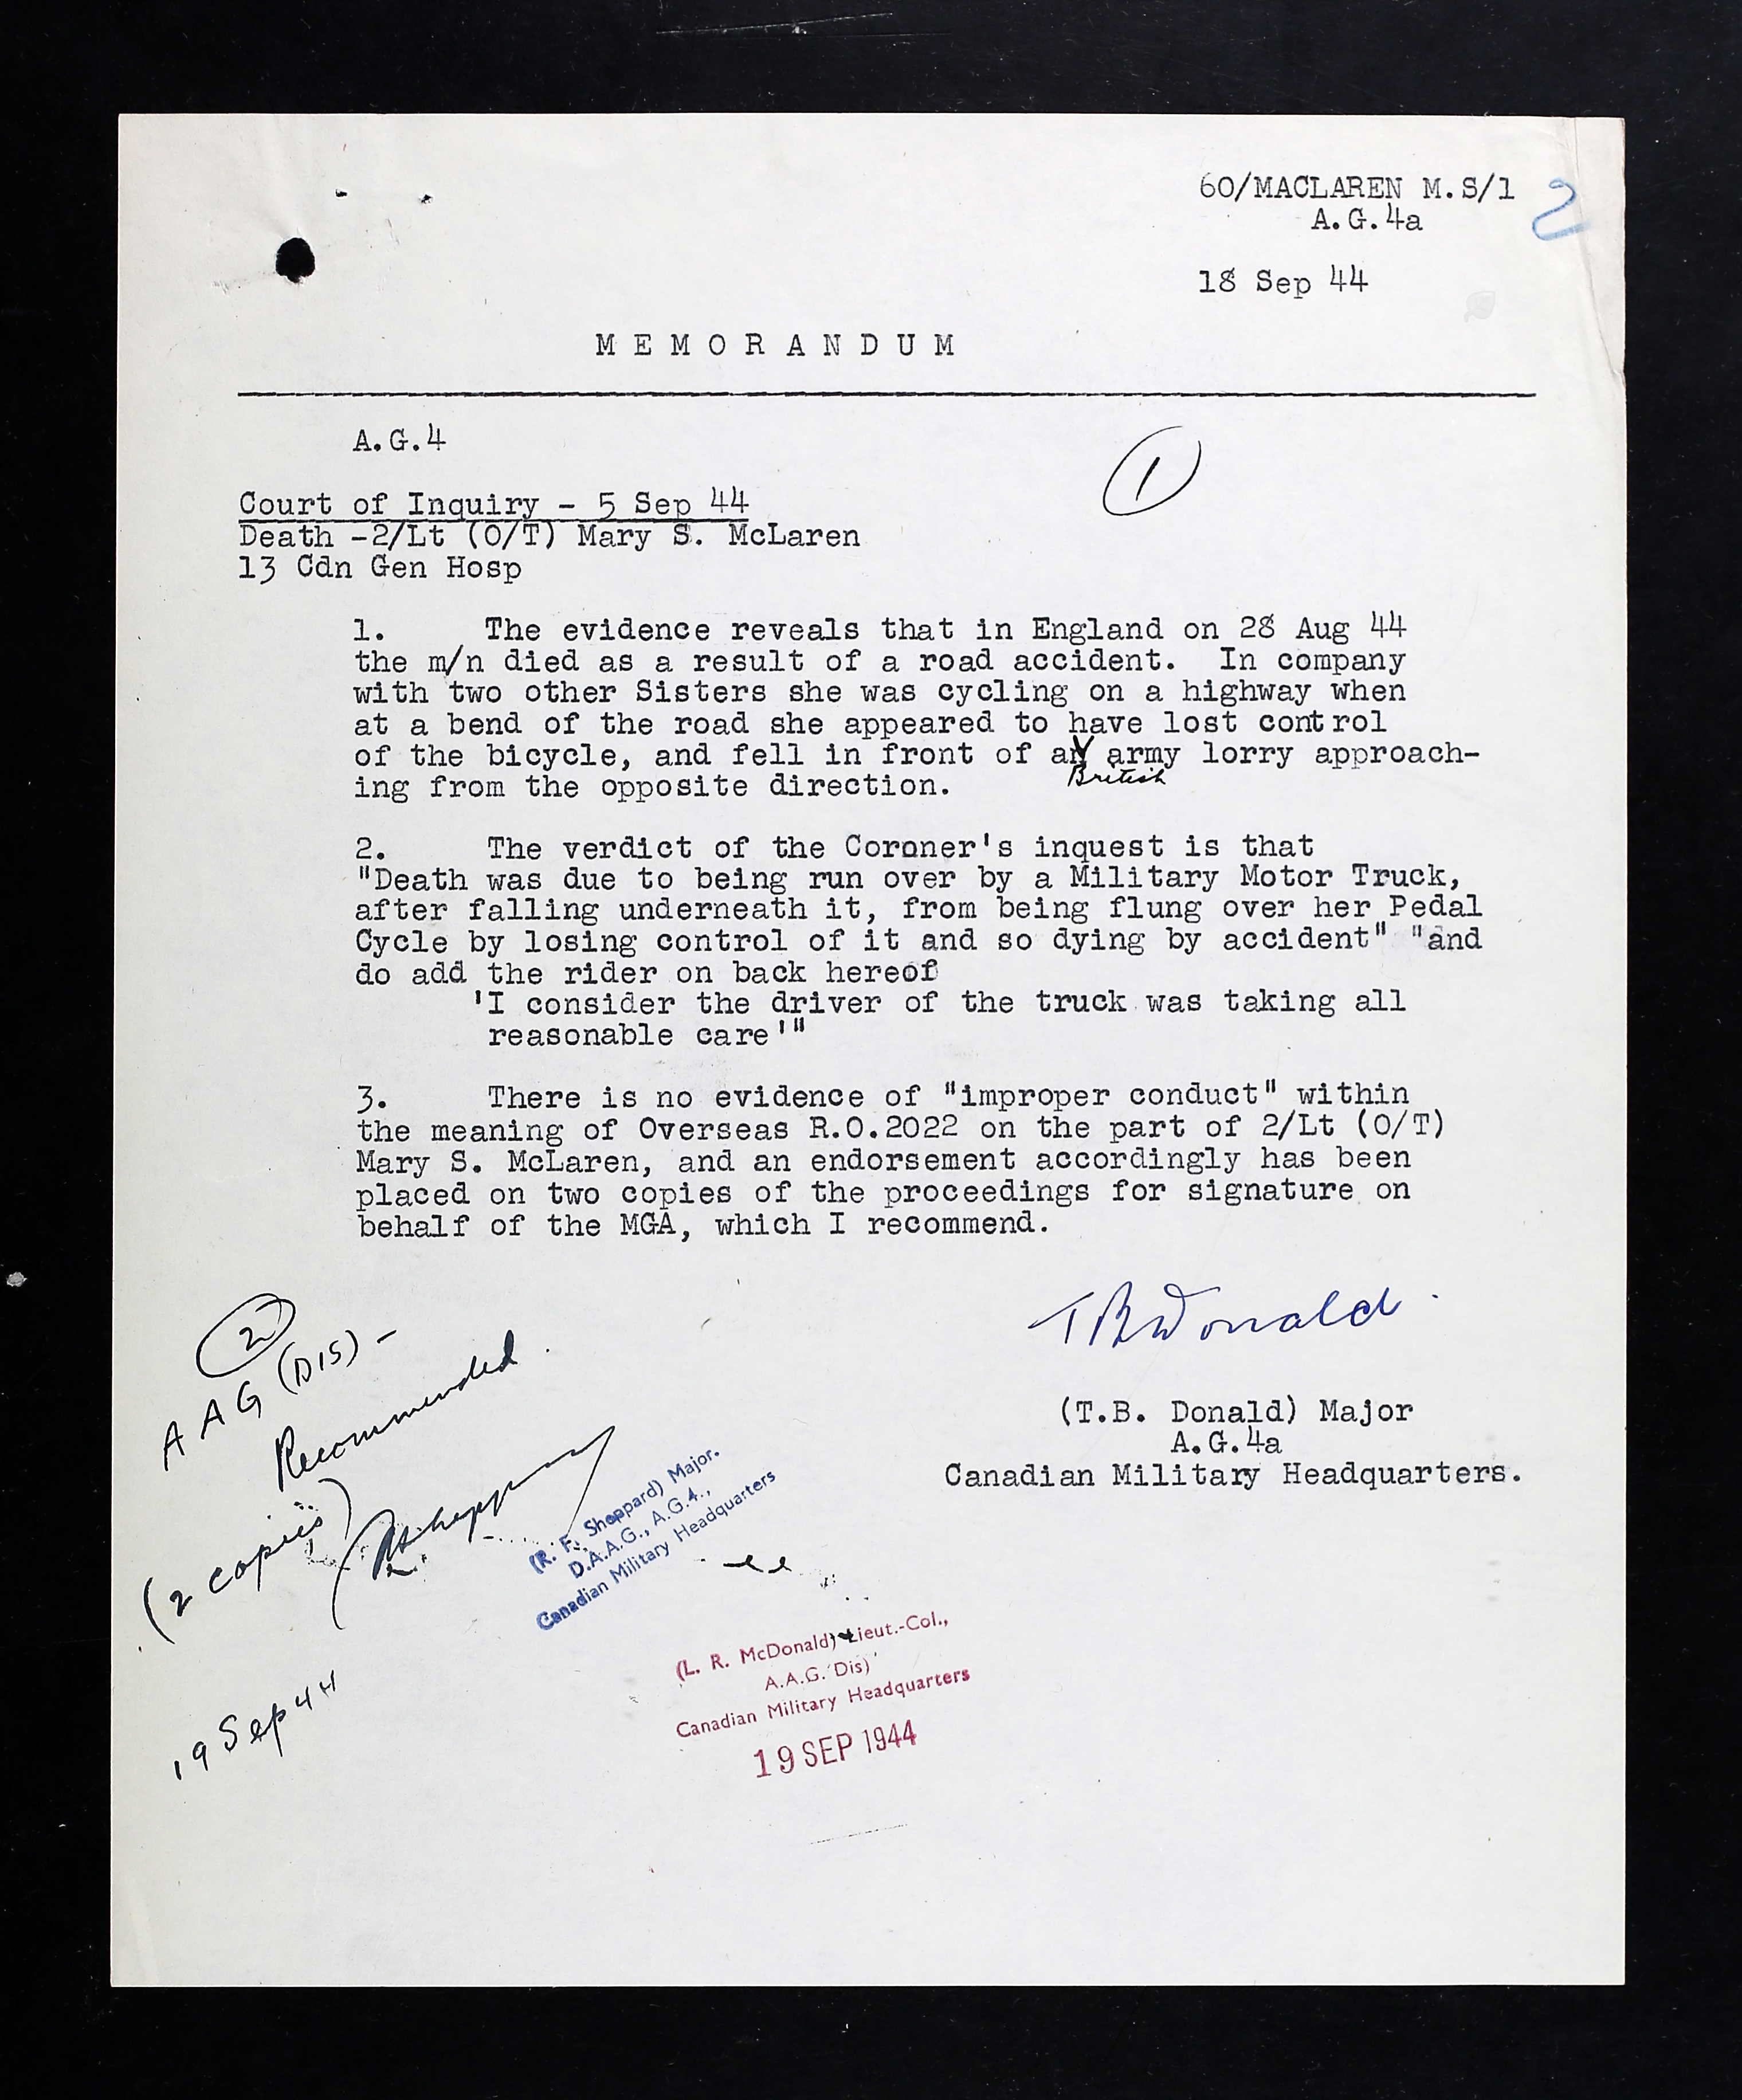 60/MACLAREN M.S/1
2
A.G.4a
18 Sep 44
MEMORANDUM
A.G.4
1
Court of Inquiry - 5 Sep 44
Death -2/Lt (O/T) Mary S. McLaren
13 Cdn Gen Hosp
1. The evidence reveals that in England on 28 Aug 44
the m/n died as a result of a road accident. In company
with two other Sisters she was cycling on a highway when
at a bend of the road she appeared to have lost control
of the bicycle, and fell in front of an army lorry approach-
British
ing from the opposite direction.
2. The verdict of the Coroner's inquest is that
"Death was due to being run over by a Military Motor Truck,
after falling underneath it, from being flung over her Pedal
Cycle by losing control of it and so dying by accident" "and
do add the rider on back hereof
'I consider the driver of the truck was taking all
reasonable care'"
3. There is no evidence of "improper conduct" within
the meaning of Overseas R.O.2022 on the part of 2/Lt (O/T)
Mary S. McLaren, and an endorsement accordingly has been
placed on two copies of the proceedings for signature on
behalf of the MGA, which I recommend.
TBDonald
(T.B. Donald) Major
A.G.4a
Canadian Military Headquarters.
2
AAG (DIS) -
Recommended.
(2 copies)
RFSheppard
(R. F. Sheppard) Major.
D.A.A.G., A.G.4.,
Canadian Military Headquarters
19 Sep 44
(L. R. McDonald) Lieut.-Col.,
A.A.G.(Dis)
Canadian Military Headquarters
19 SEP 1944